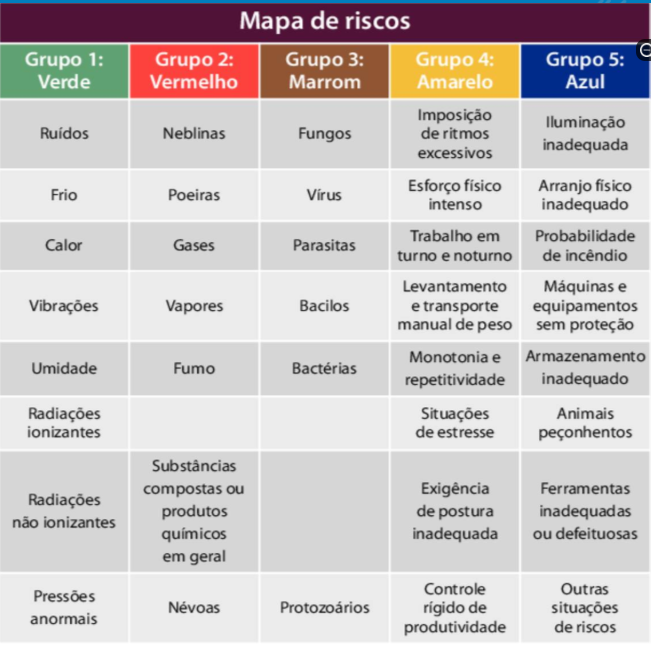 Mapa de riscos
Grupo 1:
Verde
Grupo 2:
Vermelho
Grupo 3:
Marrom
Grupo 4:
Amarelo
Grupo 5:
Azul
Ruídos
Neblinas
Fungos
Imposição
de ritmos
excessivos
Iluminação
inadequada
Frio
Poeiras
Vírus
Esforço físico
intenso
Arranjo físico
inadequado
Calor
Gases
Parasitas
Trabalho em
turno e noturno
Probabilidade
de incêndio
Vibrações
Vapores
Bacilos
Levantamento
e transporte
manual de peso
Máquinas e
equipamentos
sem proteção
Umidade
Fumo
Bactérias
Monotonia e
repetitividade
Armazenamento
inadequado
Radiações
ionizantes
Situações
de estresse
Animais
peçonhentos
Radiações
não ionizantes
Substâncias
compostas ou
produtos
químicos
em geral
Exigência
de postura
inadequada
Ferramentas
inadequadas
ou defeituosas
Pressões
anormais
Névoas
Protozoários
Controle
rígido de
produtividade
Outras
situações
de riscos